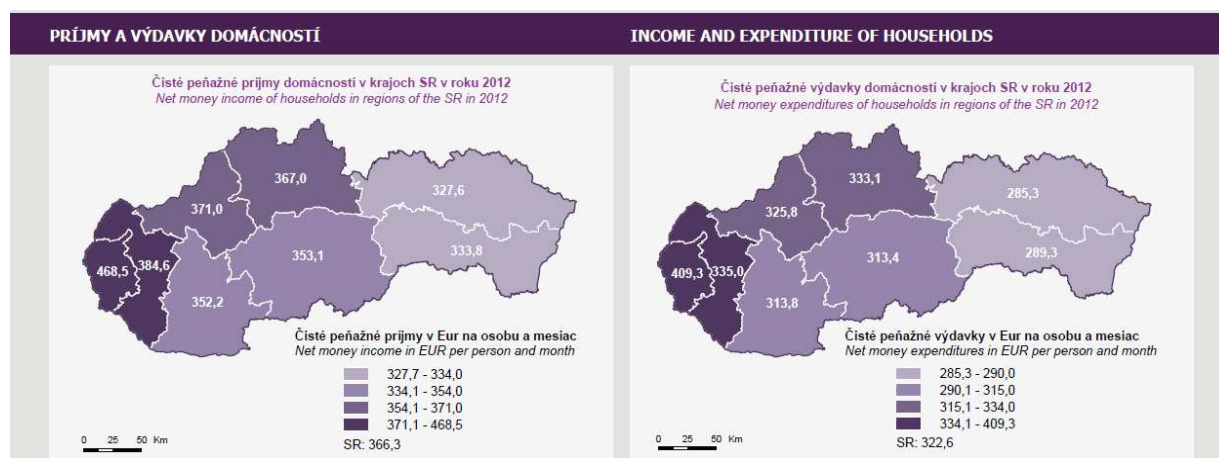 PRÍJMY A VÝDAVKY DOMÁCNOSTÍ
INCOME AND EXPENDITURE OF HOUSEHOLDS
Čisté peňažné príjmy domácností v krajoch SR v roku 2012
Net money income of households in regions of the SR in 2012
367,0
327,6
371,0
333,8
353,1
468,5
384,6
352,2
Čisté peňažné príjmy v Eur na osobu a mesiac
Net money income in EUR per person and month
327,7 - 334,0
334,1 - 354,0
354,1 - 371,0
371,1 - 468,5
SR: 366,3
0 25 50 Km
Čisté peňažné výdavky domácností v krajoch SR v roku 2012
Net money expenditures of households in regions of the SR in 2012
333,1
285,3
325,8
289,3
313,4
409,3
335,0
313,8
Čisté peňažné výdavky v Eur na osobu a mesiac
Net money expenditures in EUR per person and month
285,3 - 290,0
290,1 - 315,0
315,1 - 334,0
334,1 - 409,3
SR: 322,6
0 25 50 Km